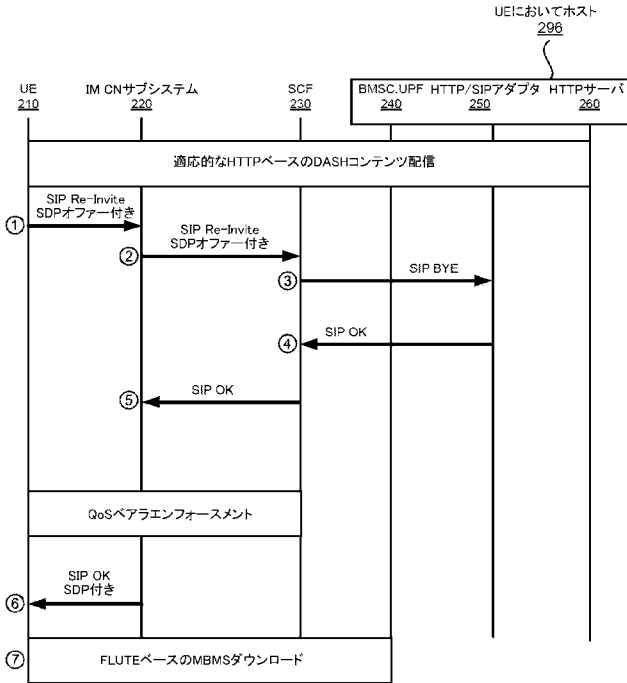 UEにおいてホスト
296
UE IM CNサブシステム SCF BMSC.UPF HTTP/SIPアダプタ HTTPサーバ
210 220 230 240 250 260
適応的なHTTPベースのDASHコンテンツ配信
SIP Re-Invite
SDPオファー付き
①
SIP Re-Invite
SDPオファー付き
②
③ SIP BYE
④ SIP OK
⑤ SIP OK
QoSベアラエンフォースメント
SIP OK
SDP付き
⑥
⑦ FLUTEベースのMBMSダウンロード